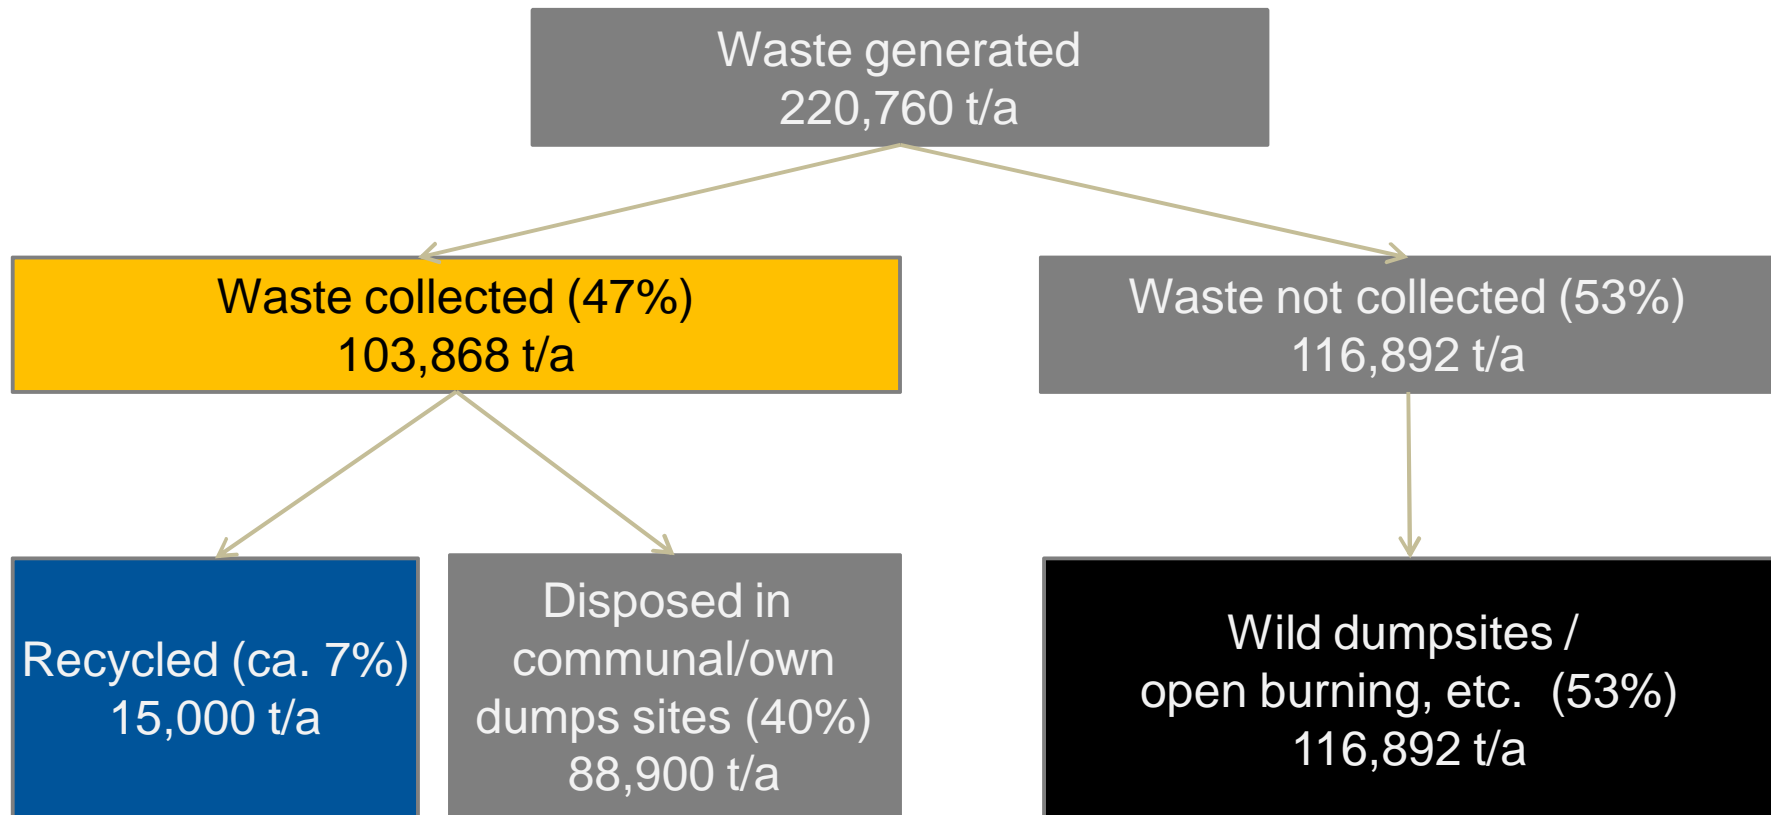 Waste generated
220,760 t/a
Waste collected (47%)
103,868 t/a
Waste not collected (53%)
116,892 t/a
Recycled (ca. 7%)
15,000 t/a
Disposed in
communal/own
dumps sites (40%)
88,900 t/a
Wild dumpsites /
open burning, etc. (53%)
116,892 t/a